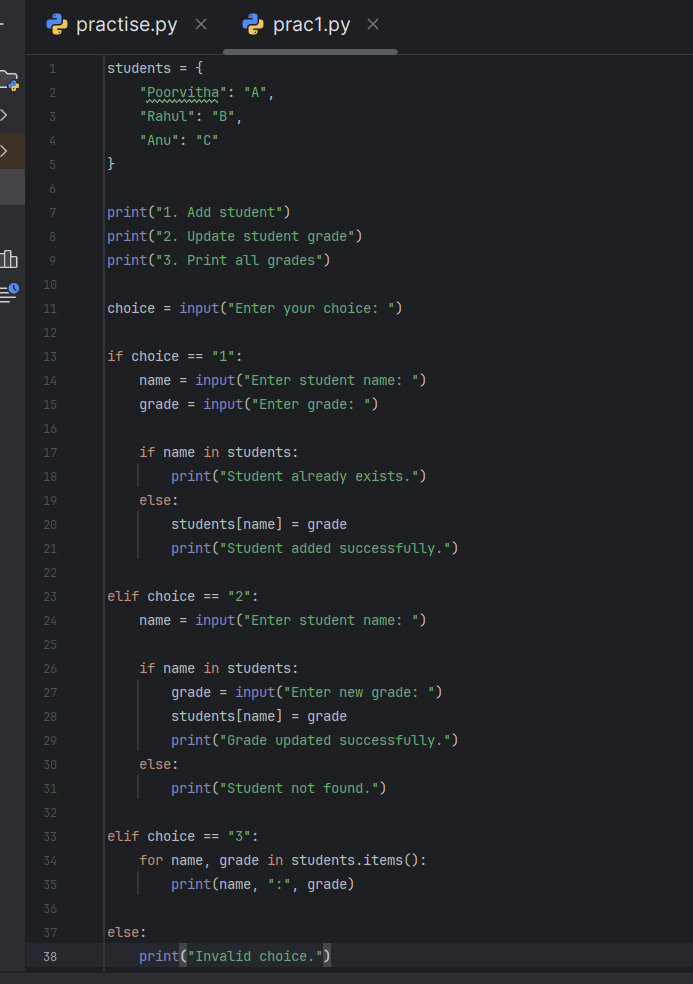 practise.py
prac1.py
1 students = {
2     "Poorvitha": "A",
3     "Rahul": "B",
4     "Anu": "C"
5 }
6
7 print("1. Add student")
8 print("2. Update student grade")
9 print("3. Print all grades")
10
11 choice = input("Enter your choice: ")
12
13 if choice == "1":
14     name = input("Enter student name: ")
15     grade = input("Enter grade: ")
16
17     if name in students:
18         print("Student already exists.")
19     else:
20         students[name] = grade
21         print("Student added successfully.")
22
23 elif choice == "2":
24     name = input("Enter student name: ")
25
26     if name in students:
27         grade = input("Enter new grade: ")
28         students[name] = grade
29         print("Grade updated successfully.")
30     else:
31         print("Student not found.")
32
33 elif choice == "3":
34     for name, grade in students.items():
35         print(name, ":", grade)
36
37 else:
38     print("Invalid choice.")